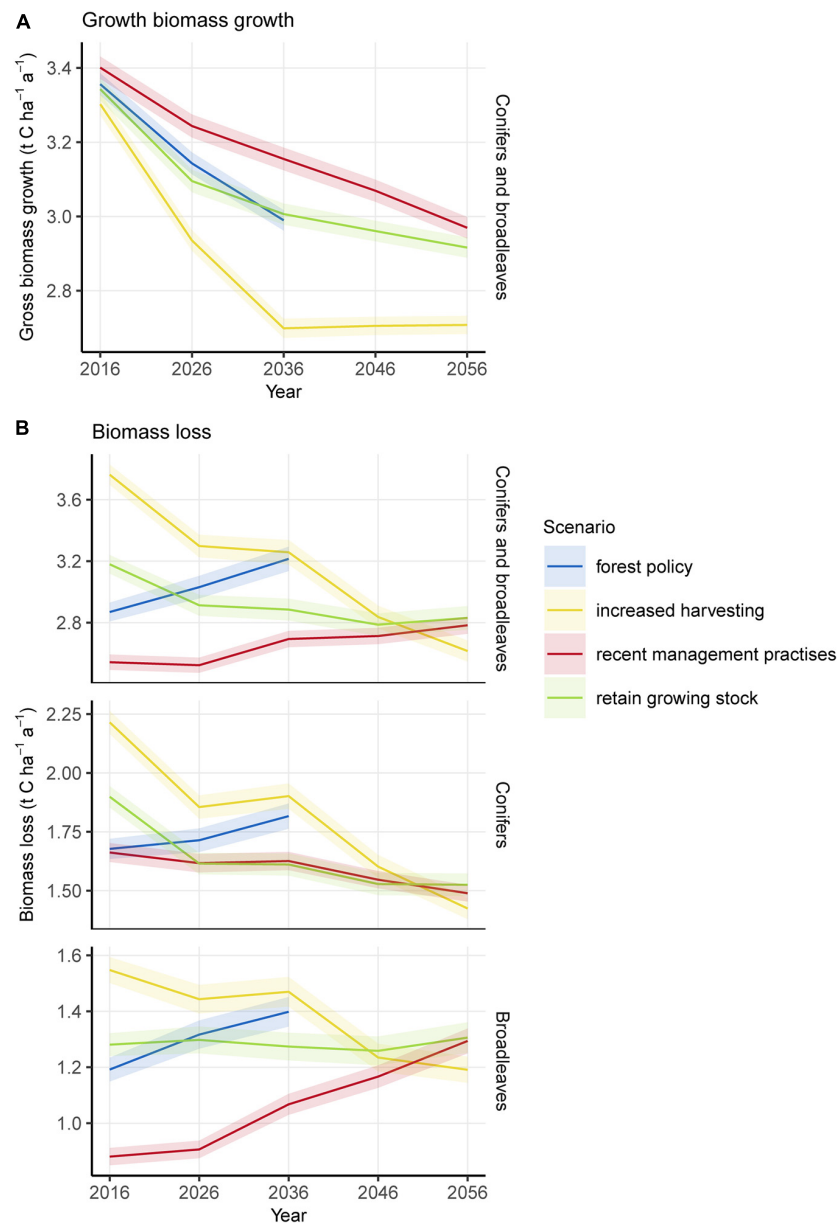 A
Growth biomass growth
Gross biomass growth (t C ha⁻¹ a⁻¹)
3.4
3.2
3.0
2.8
Conifers and broadleaves
2016 2026 2036 2046 2056
Year
B
Biomass loss
Biomass loss (t C ha⁻¹ a⁻¹)
3.6
3.2
2.8
Conifers and broadleaves
2.25
2.00
1.75
1.50
Conifers
1.6
1.4
1.2
1.0
Broadleaves
2016 2026 2036 2046 2056
Year
Scenario
forest policy
increased harvesting
recent management practises
retain growing stock